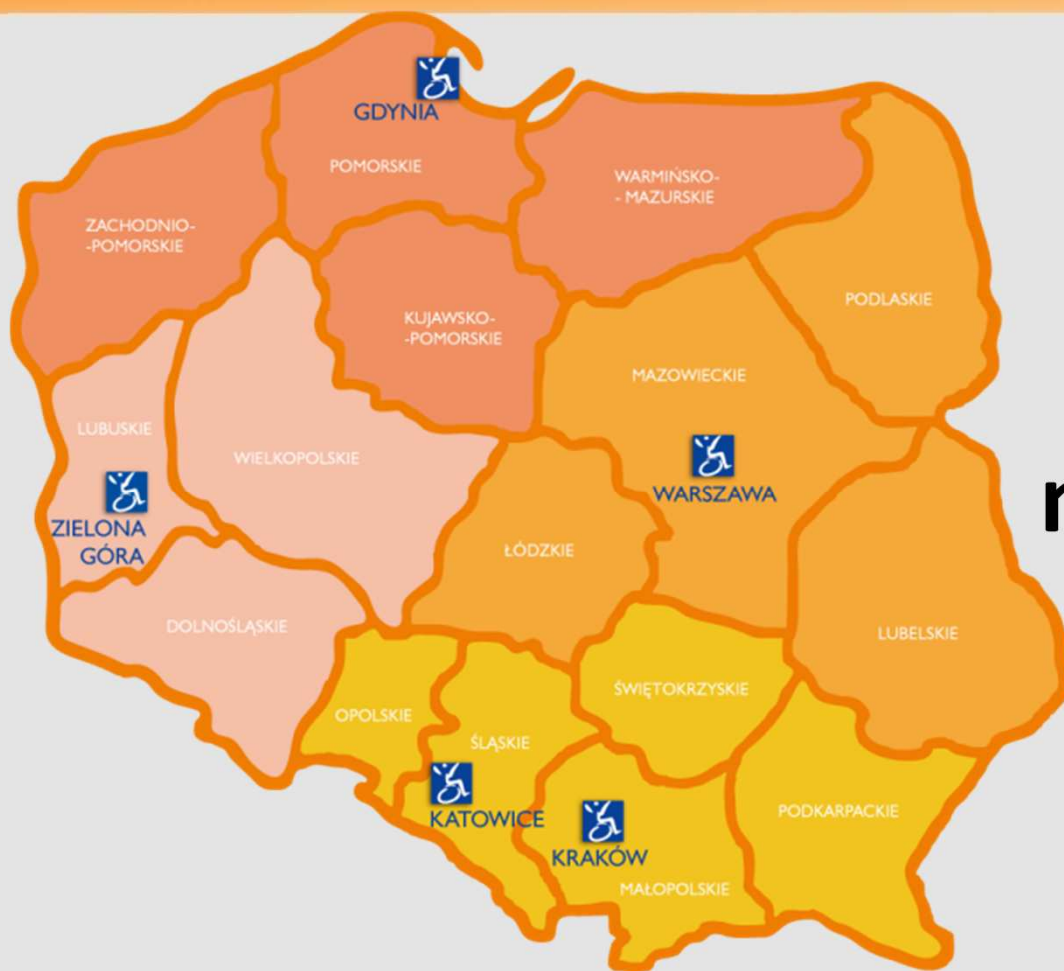 GDYNIA
POMORSKIE
WARMIŃSKO-
- MAZURSKIE
ZACHODNIO-
-POMORSKIE
PODLASKIE
KUJAWSKO-
-POMORSKIE
MAZOWIECKIE
LUBUSKIE
WIELKOPOLSKIE
WARSZAWA
ZIELONA
GÓRA
ŁÓDZKIE
DOLNOŚLĄSKIE
LUBELSKIE
ŚWIĘTOKRZYSKIE
OPOLSKIE
ŚLĄSKIE
KATOWICE
PODKARPACKIE
KRAKÓW
MAŁOPOLSKIE